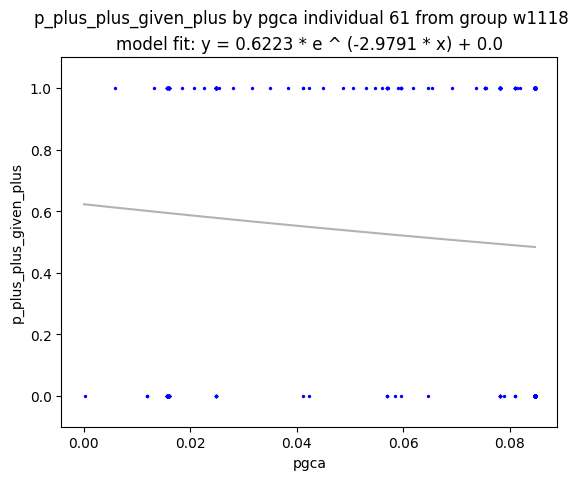 p_plus_plus_given_plus by pgca individual 61 from group w1118
model fit: y = 0.6223 * e ^ (-2.9791 * x) + 0.0
1.0
0.8
0.6
0.4
0.2
0.0
p_plus_plus_given_plus
0.00 0.02 0.04 0.06 0.08
pgca